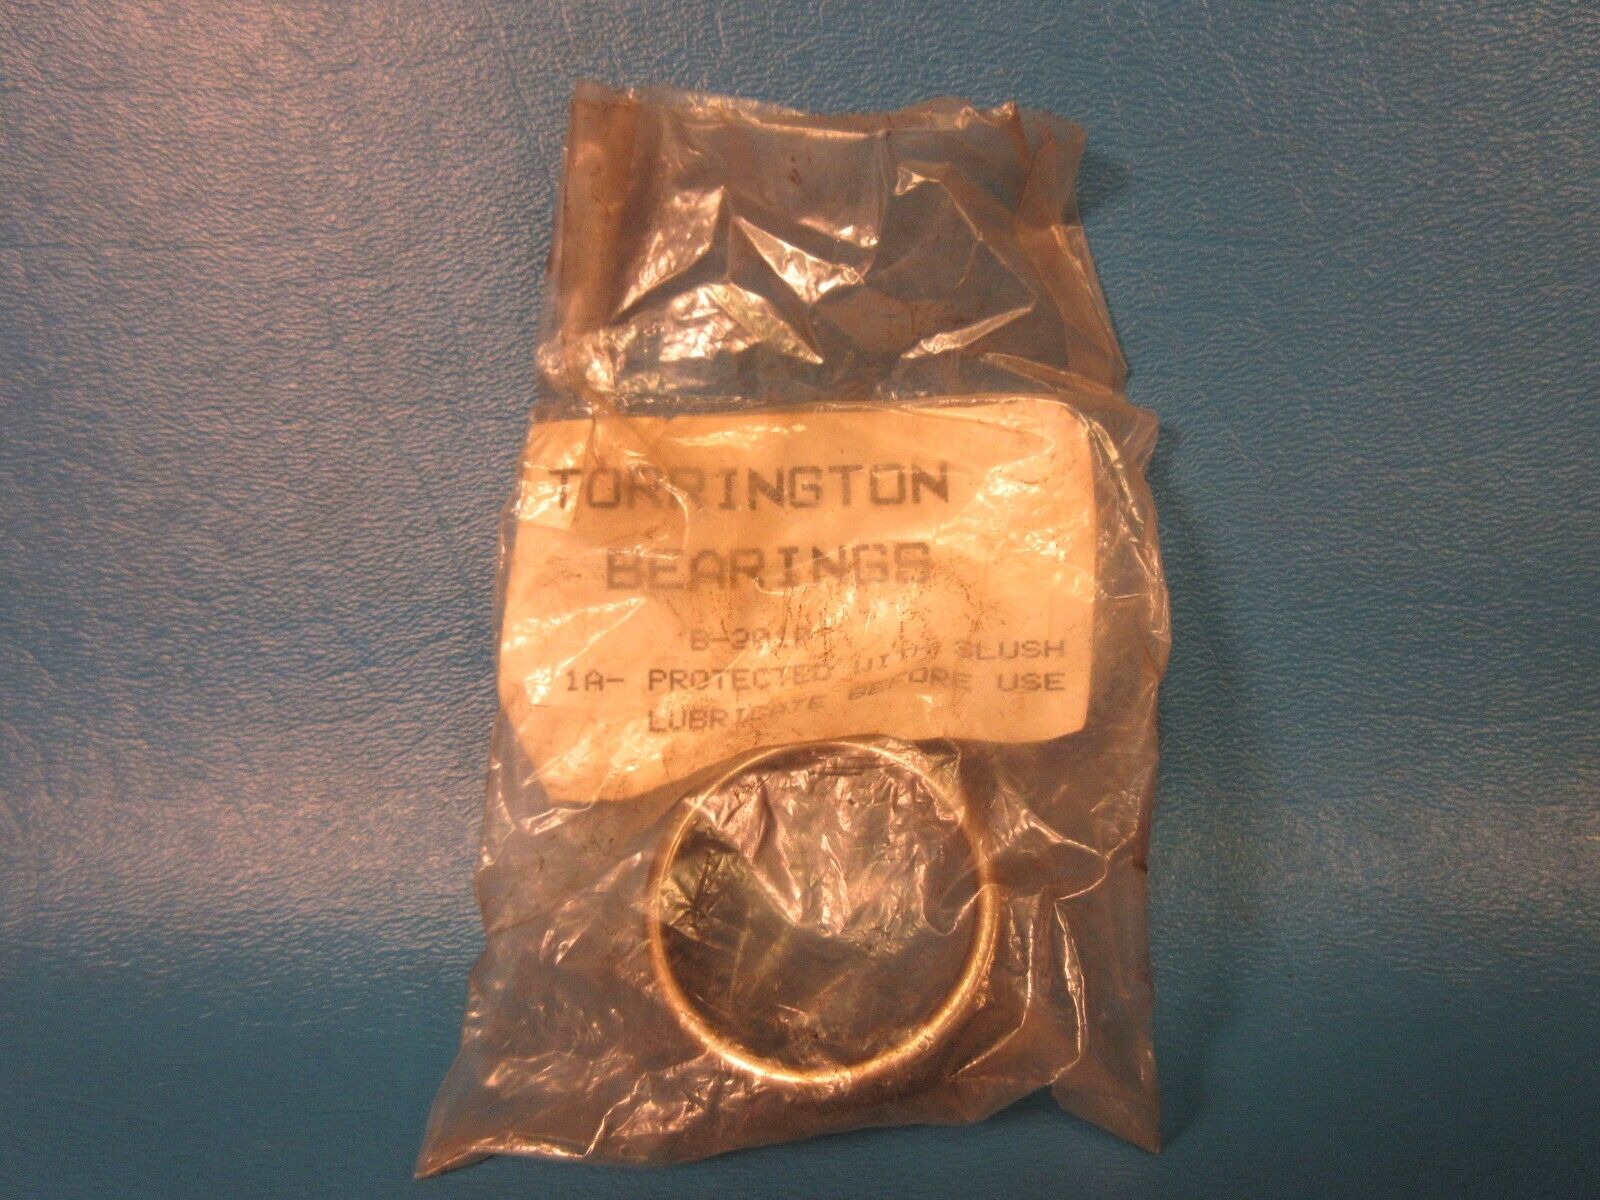 TORRINGTON
BEARINGS
1A- PROTECTED WITH SLUSH
LUBRICATE BEFORE USE